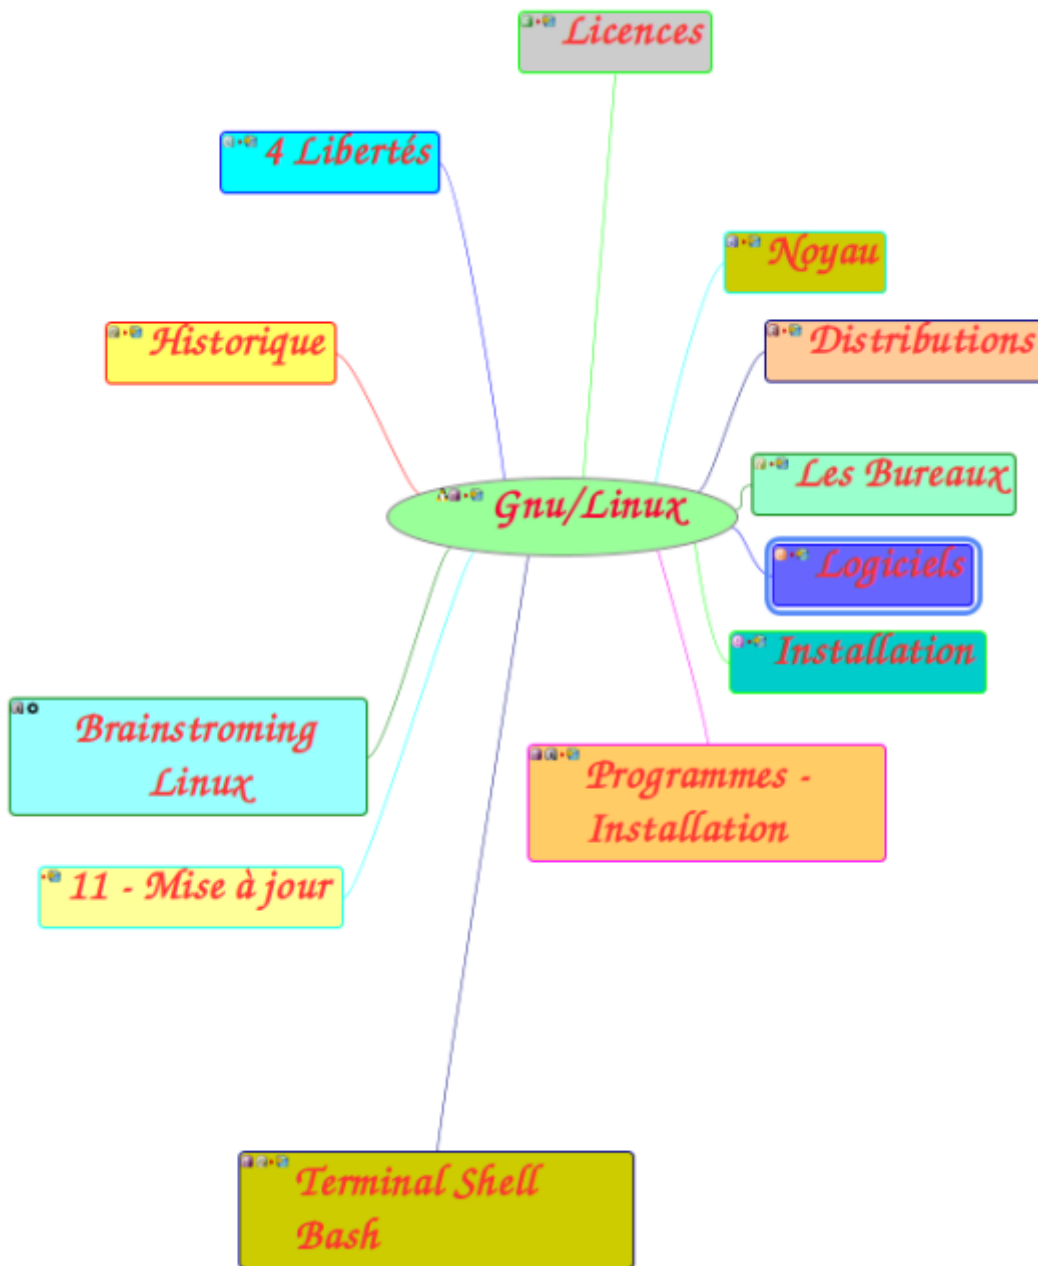 Licences
4 Libertés
Noyau
Historique
Distributions
Les Bureaux
Gnu/Linux
Logiciels
Installation
Brainstroming
Linux
Programmes -
Installation
11 - Mise à jour
Terminal Shell
Bash